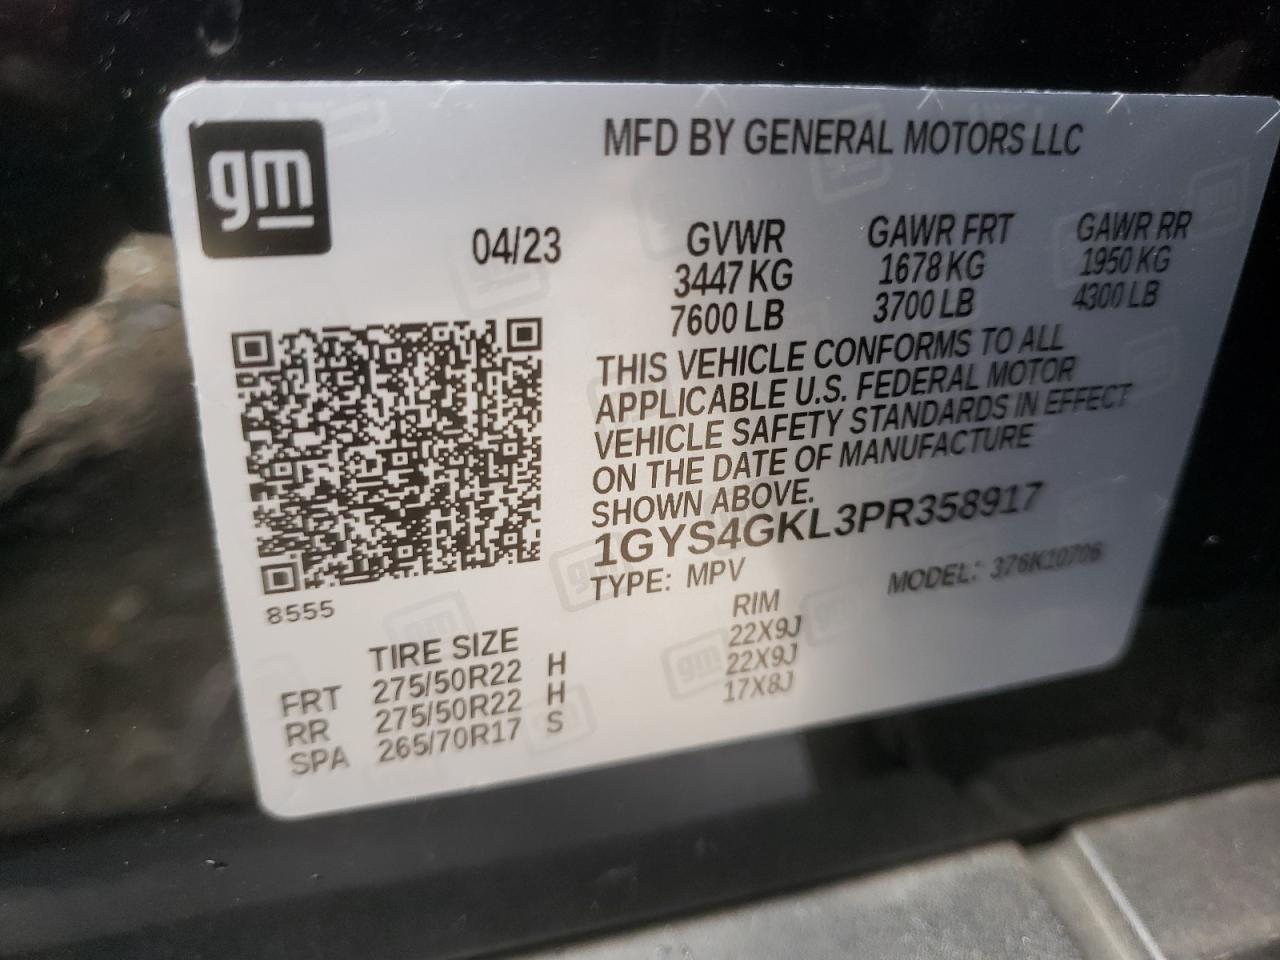 gm
MFD BY GENERAL MOTORS LLC
04/23
GVWR GAWR FRT GAWR RR
3447 KG 1678 KG 1950 KG
7600 LB 3700 LB 4300 LB
THIS VEHICLE CONFORMS TO ALL
APPLICABLE U.S. FEDERAL MOTOR
VEHICLE SAFETY STANDARDS IN EFFECT
ON THE DATE OF MANUFACTURE
SHOWN ABOVE.
1GYS4GKL3PR358917
TYPE: MPV MODEL: 376K10706
8555
TIRE SIZE RIM
FRT 275/50R22 H 22X9J
RR 275/50R22 H 22X9J
SPA 265/70R17 S 17X8J